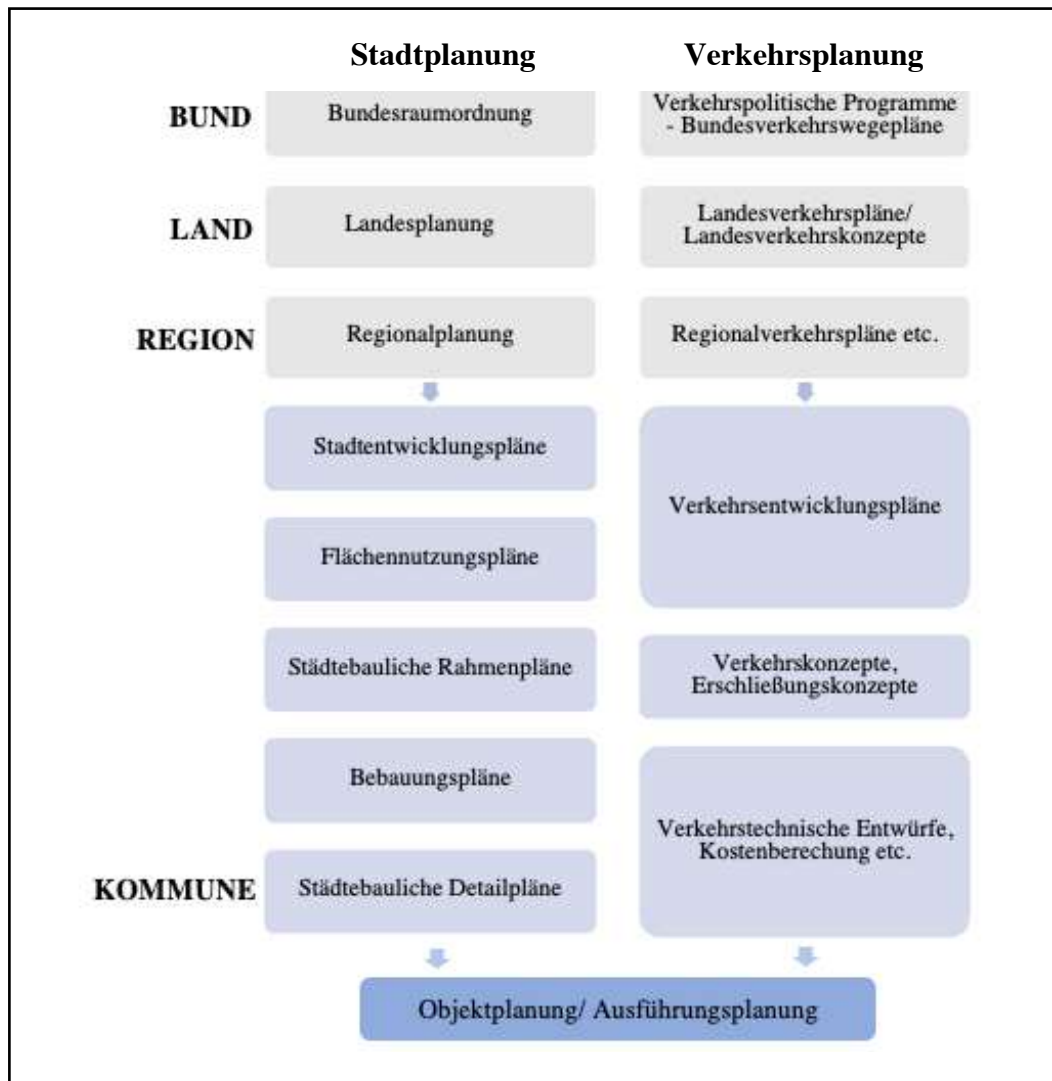 Stadtplanung
Verkehrsplanung
BUND
Bundesraumordnung
Verkehrspolitische Programme
- Bundesverkehrswegepläne
LAND
Landesplanung
Landesverkehrspläne/
Landesverkehrskonzepte
REGION
Regionalplanung
Regionalverkehrspläne etc.
Stadtentwicklungspläne
Verkehrsentwicklungspläne
Flächennutzungspläne
Städtebauliche Rahmenpläne
Verkehrskonzepte,
Erschließungskonzepte
Bebauungspläne
Verkehrstechnische Entwürfe,
Kostenberechung etc.
KOMMUNE
Städtebauliche Detailpläne
Objektplanung/ Ausführungsplanung